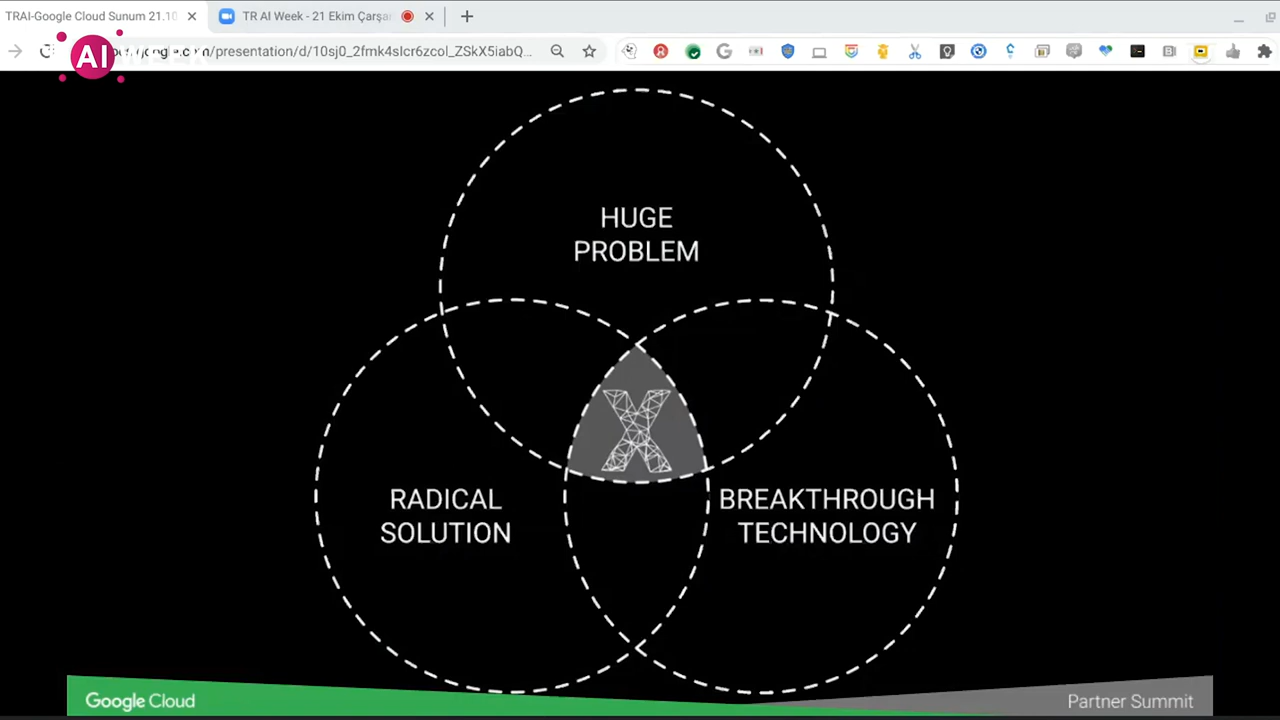 TRAI-Google Cloud Sunum 21.10
TR AI Week - 21 Ekim Çarşa
AI
/presentation/d/10sj0_2fmk4slcr6zcol_ZSkX5iabQ...
HUGE
PROBLEM
X
RADICAL
SOLUTION
BREAKTHROUGH
TECHNOLOGY
Google Cloud
Partner Summit